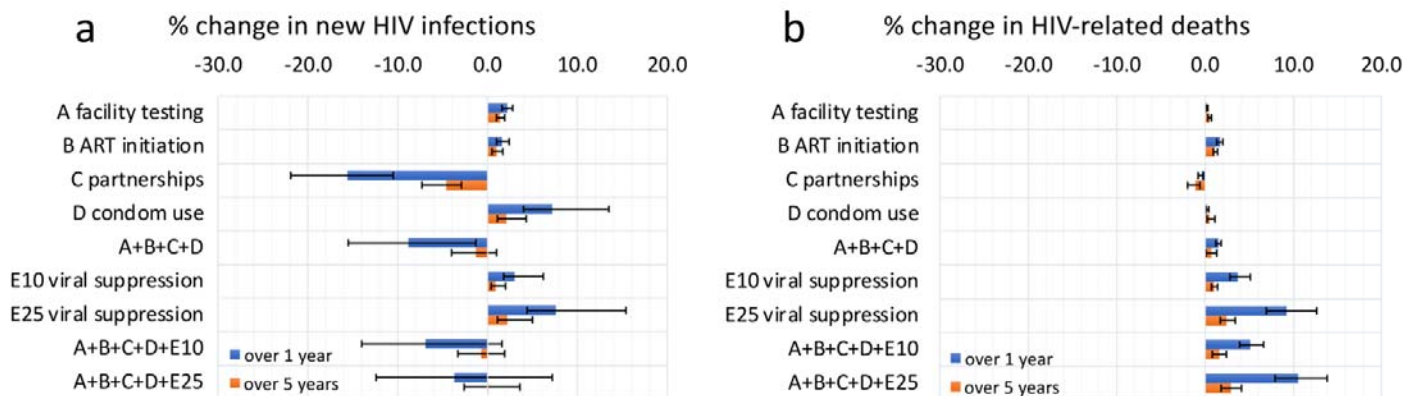 a % change in new HIV infections
-30.0 -20.0 -10.0 0.0 10.0 20.0
A facility testing
B ART initiation
C partnerships
D condom use
A+B+C+D
E10 viral suppression
E25 viral suppression
A+B+C+D+E10
A+B+C+D+E25
over 1 year
over 5 years
b % change in HIV-related deaths
-30.0 -20.0 -10.0 0.0 10.0 20.0
A facility testing
B ART initiation
C partnerships
D condom use
A+B+C+D
E10 viral suppression
E25 viral suppression
A+B+C+D+E10
A+B+C+D+E25
over 1 year
over 5 years